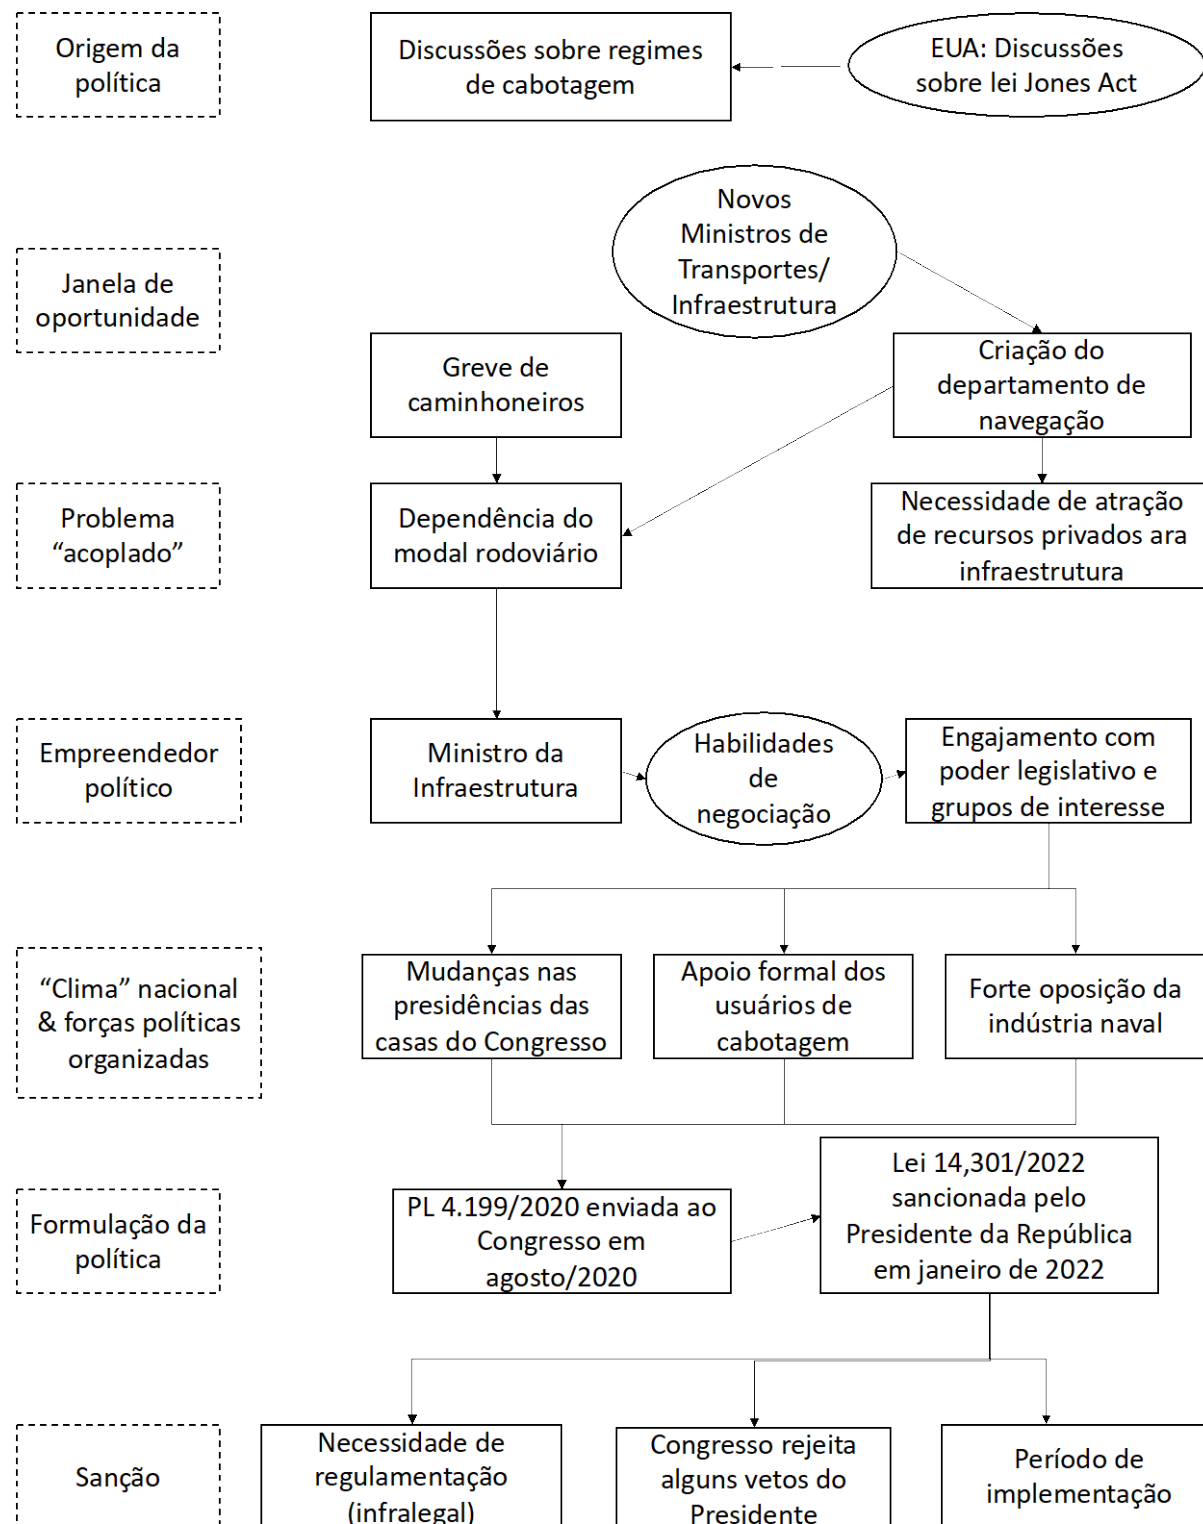 Origem da
política
Discussões sobre regimes
de cabotagem
EUA: Discussões
sobre lei Jones Act
Janela de
oportunidade
Novos
Ministros de
Transportes/
Infraestrutura
Greve de
caminhoneiros
Criação do
departamento de
navegação
Problema
“acoplado”
Dependência do
modal rodoviário
Necessidade de atração
de recursos privados ara
infraestrutura
Empreendedor
político
Ministro da
Infraestrutura
Habilidades
de
negociação
Engajamento com
poder legislativo e
grupos de interesse
“Clima” nacional
& forças políticas
organizadas
Mudanças nas
presidências das
casas do Congresso
Apoio formal dos
usuários de
cabotagem
Forte oposição da
indústria naval
Formulação da
política
PL 4.199/2020 enviada ao
Congresso em
agosto/2020
Lei 14,301/2022
sancionada pelo
Presidente da República
em janeiro de 2022
Sanção
Necessidade de
regulamentação
(infralegal)
Congresso rejeita
alguns vetos do
Presidente
Período de
implementação